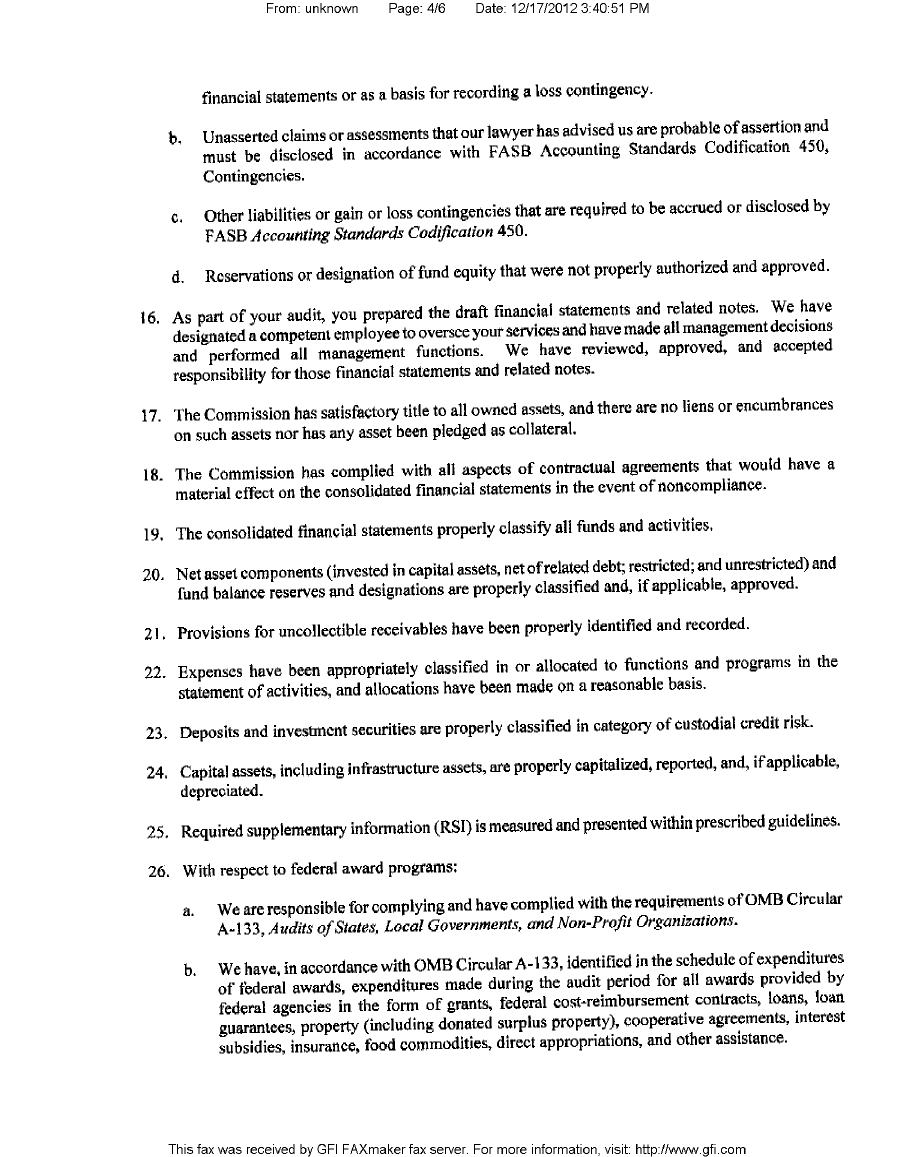 From: unknown Page: 4/6 Date: 12/17/2012 3:40:51 PM
financial statements or as a basis for recording a loss contingency.
b. Unasserted claims or assessments that our lawyer has advised us are probable of assertion and
must be disclosed in accordance with FASB Accounting Standards Codification 450,
Contingencies.
c. Other liabilities or gain or loss contingencies that are required to be accrued or disclosed by
FASB Accounting Standards Codification 450.
d. Reservations or designation of fund equity that were not properly authorized and approved.
16. As part of your audit, you prepared the draft financial statements and related notes. We have
designated a competent employee to oversee your services and have made all management decisions
and performed all management functions. We have reviewed, approved, and accepted
responsibility for those financial statements and related notes.
17. The Commission has satisfactory title to all owned assets, and there are no liens or encumbrances
on such assets nor has any asset been pledged as collateral.
18. The Commission has complied with all aspects of contractual agreements that would have a
material effect on the consolidated financial statements in the event of noncompliance.
19. The consolidated financial statements properly classify all funds and activities.
20. Net asset components (invested in capital assets, net of related debt; restricted; and unrestricted) and
fund balance reserves and designations are properly classified and, if applicable, approved.
21. Provisions for uncollectible receivables have been properly identified and recorded.
22. Expenses have been appropriately classified in or allocated to functions and programs in the
statement of activities, and allocations have been made on a reasonable basis.
23. Deposits and investment securities are properly classified in category of custodial credit risk.
24. Capital assets, including infrastructure assets, are properly capitalized, reported, and, if applicable,
depreciated.
25. Required supplementary information (RSI) is measured and presented within prescribed guidelines.
26. With respect to federal award programs:
a. We are responsible for complying and have complied with the requirements of OMB Circular
A-133, Audits of States, Local Governments, and Non-Profit Organizations.
b. We have, in accordance with OMB Circular A-133, identified in the schedule of expenditures
of federal awards, expenditures made during the audit period for all awards provided by
federal agencies in the form of grants, federal cost-reimbursement contracts, loans, loan
guarantees, property (including donated surplus property), cooperative agreements, interest
subsidies, insurance, food commodities, direct appropriations, and other assistance.
This fax was received by GFI FAXmaker fax server. For more information, visit: http://www.gfi.com